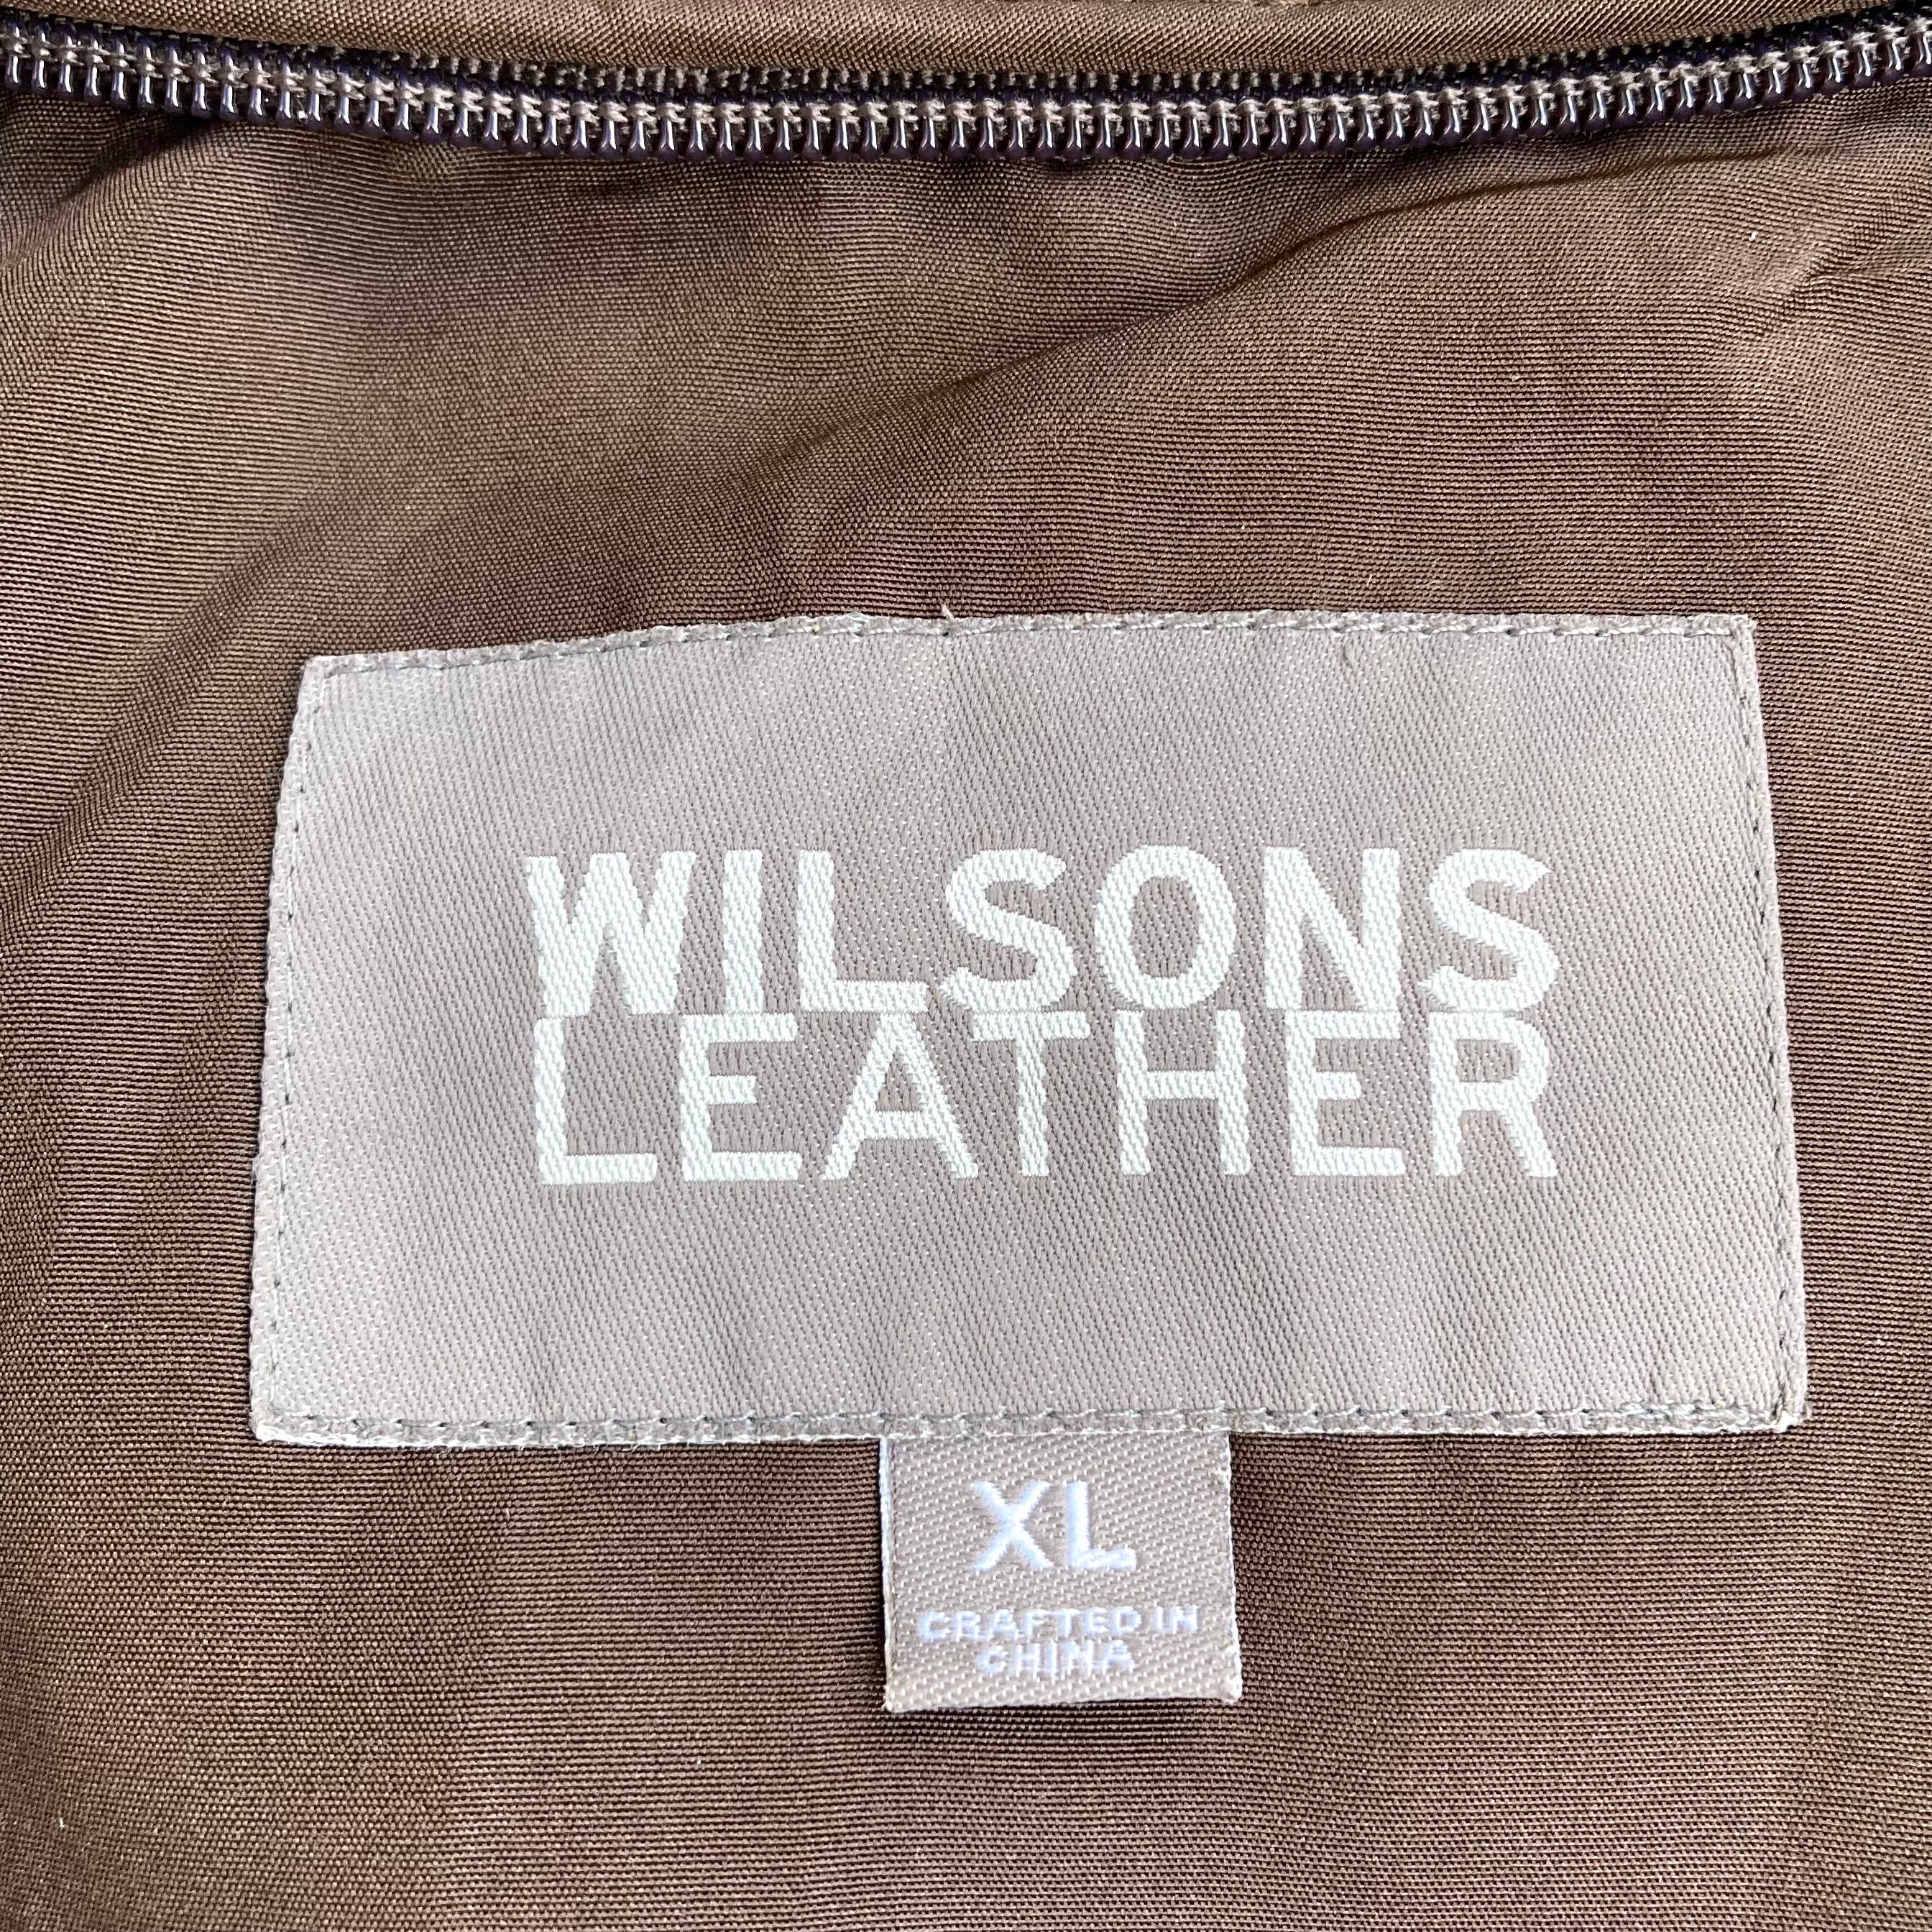 WILSONS
LEATHER
XL
CRAFTED IN
CHINA